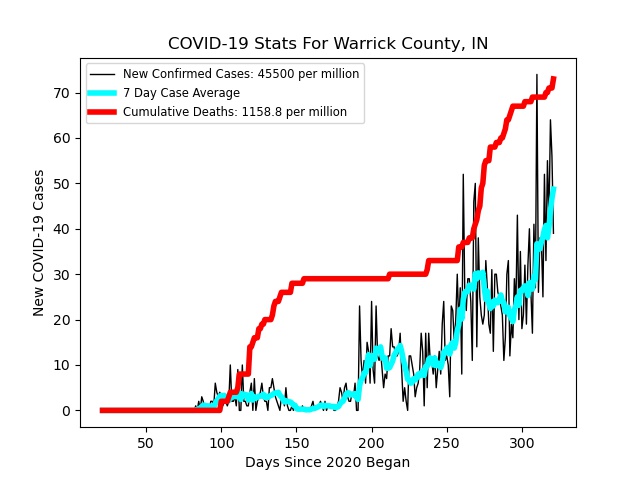 COVID-19 Stats For Warrick County, IN
New Confirmed Cases: 45500 per million
7 Day Case Average
Cumulative Deaths: 1158.8 per million
New COVID-19 Cases
70
60
50
40
30
20
10
0
50 100 150 200 250 300
Days Since 2020 Began